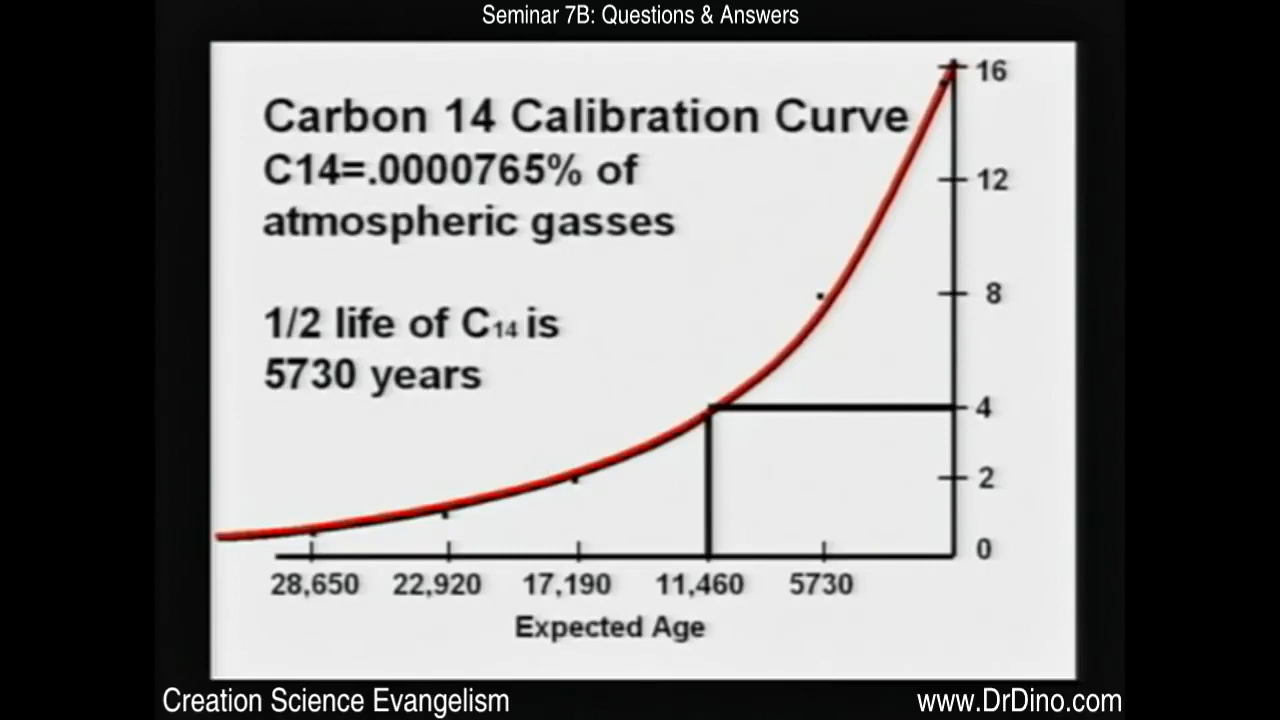 Seminar 7B: Questions & Answers
Carbon 14 Calibration Curve
C14=.0000765% of
atmospheric gasses
1/2 life of C14 is
5730 years
16
12
8
4
2
0
28,650 22,920 17,190 11,460 5730
Expected Age
Creation Science Evangelism www.DrDino.com